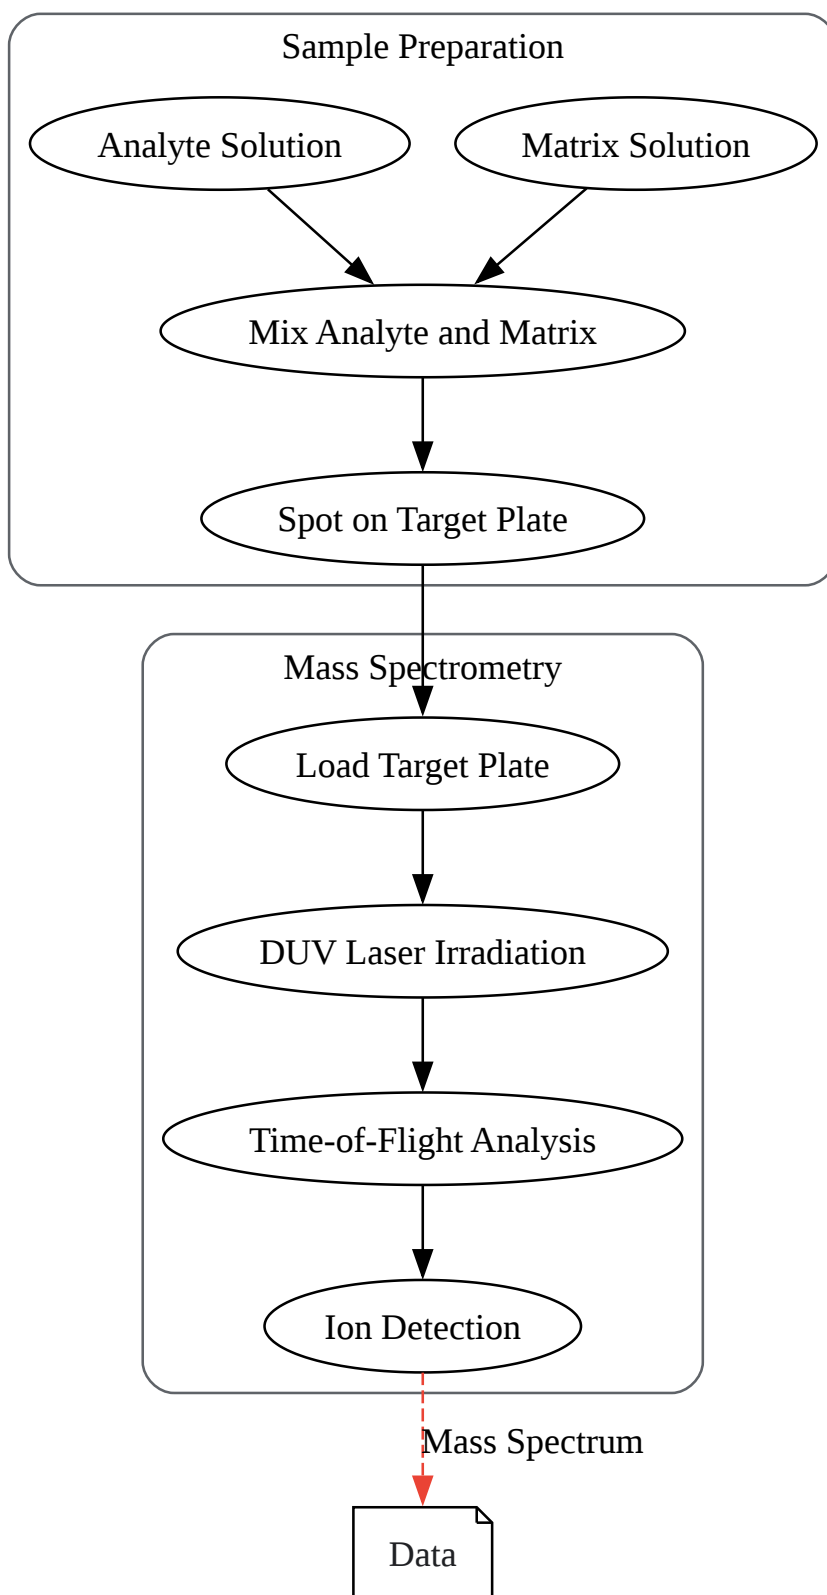 Sample Preparation
Analyte Solution
Matrix Solution
Mix Analyte and Matrix
Spot on Target Plate
Mass Spectrometry
Load Target Plate
DUV Laser Irradiation
Time-of-Flight Analysis
Ion Detection
Mass Spectrum
Data